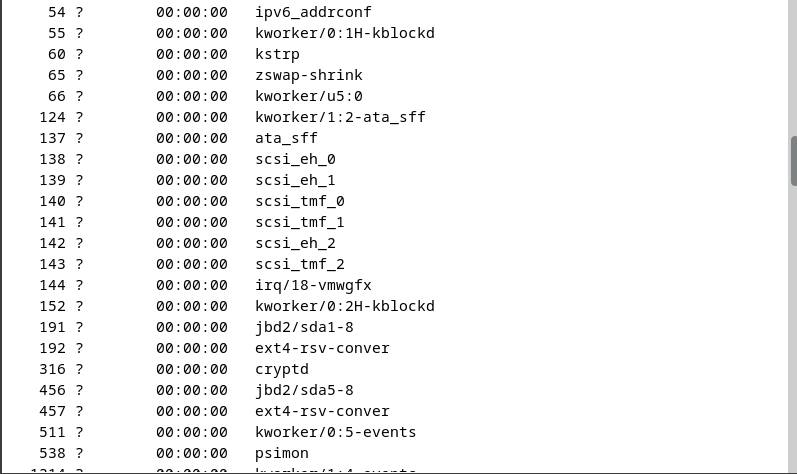 54 ? 00:00:00 ipv6_addrconf
55 ? 00:00:00 kworker/0:1H-kblockd
60 ? 00:00:00 kstrp
65 ? 00:00:00 zswap-shrink
66 ? 00:00:00 kworker/u5:0
124 ? 00:00:00 kworker/1:2-ata_sff
137 ? 00:00:00 ata_sff
138 ? 00:00:00 scsi_eh_0
139 ? 00:00:00 scsi_eh_1
140 ? 00:00:00 scsi_tmf_0
141 ? 00:00:00 scsi_tmf_1
142 ? 00:00:00 scsi_eh_2
143 ? 00:00:00 scsi_tmf_2
144 ? 00:00:00 irq/18-vmwgfx
152 ? 00:00:00 kworker/0:2H-kblockd
191 ? 00:00:00 jbd2/sda1-8
192 ? 00:00:00 ext4-rsv-conver
316 ? 00:00:00 cryptd
456 ? 00:00:00 jbd2/sda5-8
457 ? 00:00:00 ext4-rsv-conver
511 ? 00:00:00 kworker/0:5-events
538 ? 00:00:00 psimon